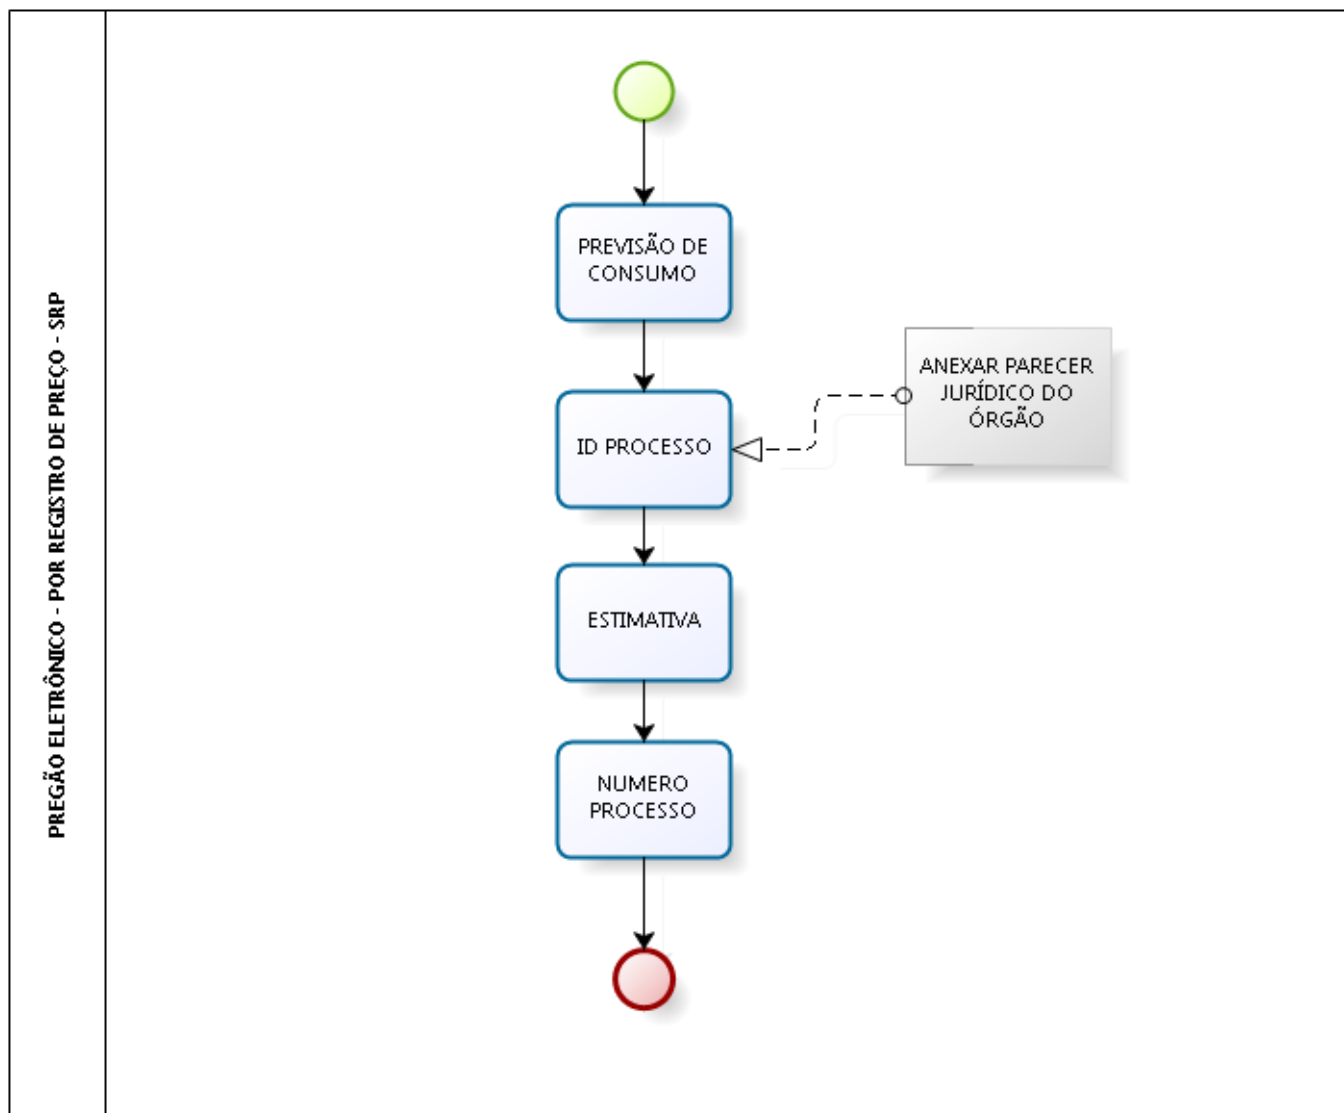 PREGÃO ELETRÔNICO - POR REGISTRO DE PREÇO - SRP
PREVISÃO DE
CONSUMO
ANEXAR PARECER
JURÍDICO DO
ÓRGÃO
ID PROCESSO
ESTIMATIVA
NUMERO
PROCESSO